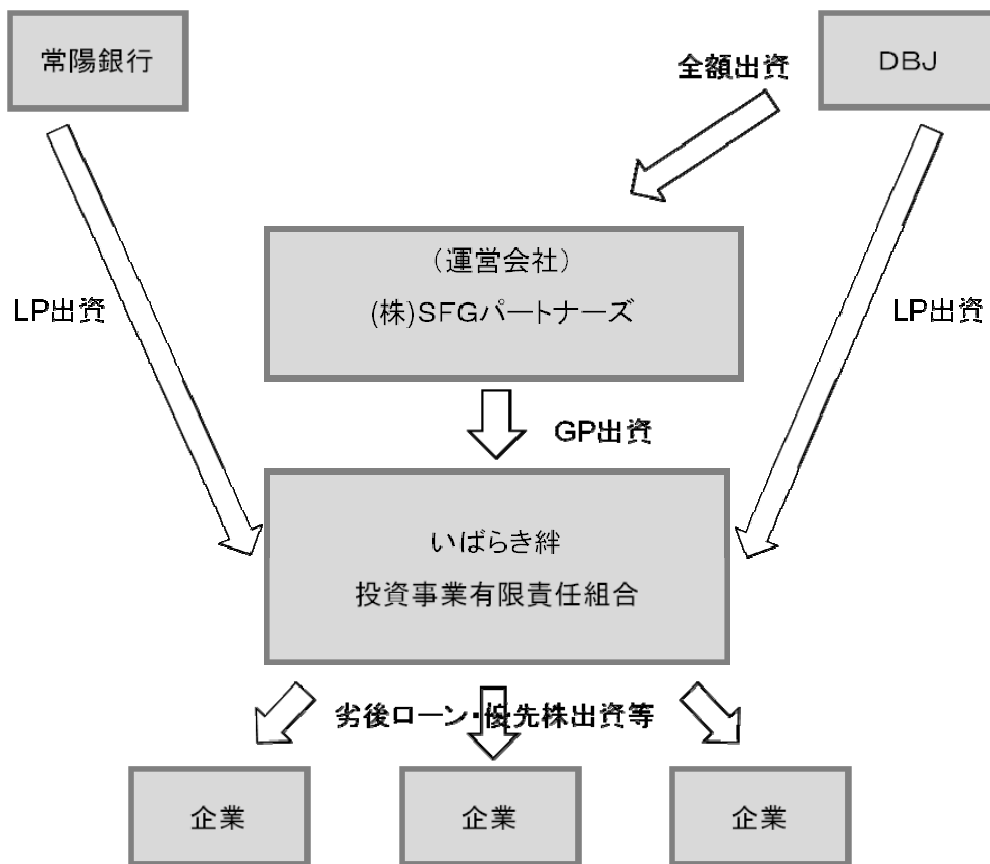 常陽銀行
全額出資
ＤＢＪ
（運営会社）
(株)SFGパートナーズ
LP出資
LP出資
GP出資
いばらき絆
投資事業有限責任組合
劣後ローン・優先株出資等
企業
企業
企業